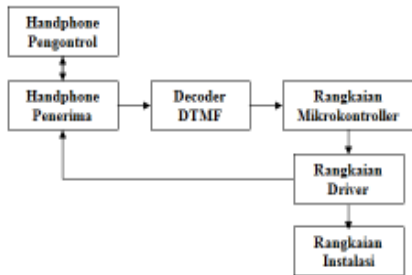 Handphone
Pengontrol
Handphone
Penerima
Decoder
DTMF
Rangkaian
Mikrokontroller
Rangkaian
Driver
Rangkaian
Instalasi